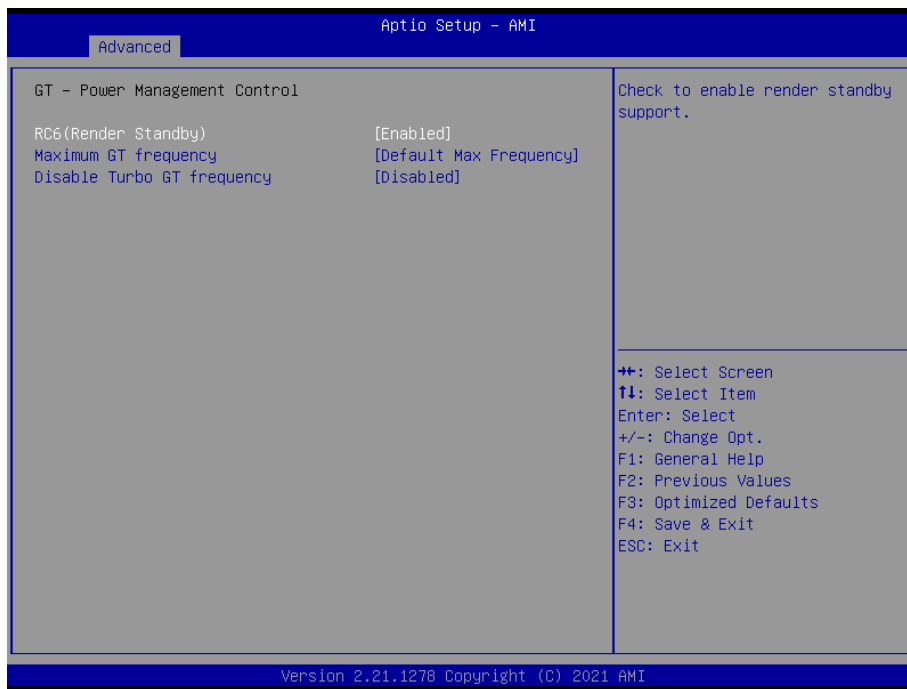 Aptio Setup – AMI
Advanced
GT – Power Management Control
RC6(Render Standby) [Enabled]
Maximum GT frequency [Default Max Frequency]
Disable Turbo GT frequency [Disabled]
Check to enable render standby
support.
→←: Select Screen
↑↓: Select Item
Enter: Select
+/-: Change Opt.
F1: General Help
F2: Previous Values
F3: Optimized Defaults
F4: Save & Exit
ESC: Exit
Version 2.21.1278 Copyright (C) 2021 AMI